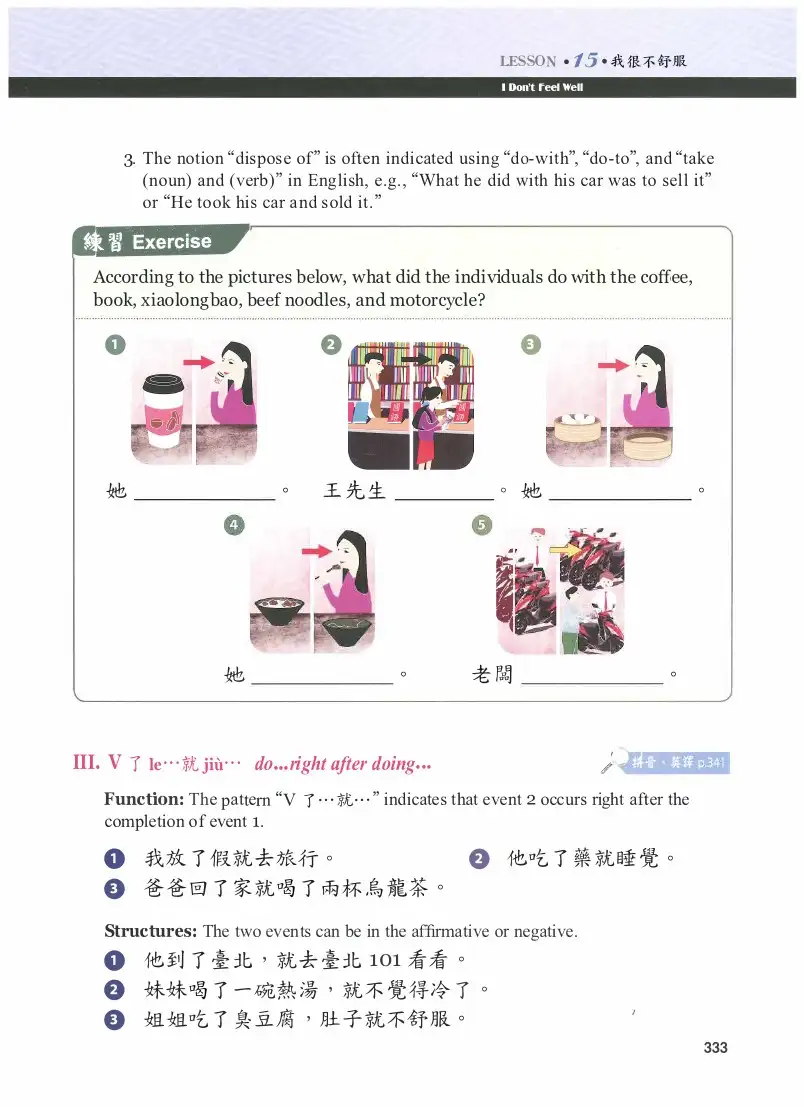 LESSON • 15 • 我很不舒服
I Don't Feel Well
3. The notion “dispose of” is often indicated using “do-with”, “do-to”, and “take
(noun) and (verb)” in English, e.g., “What he did with his car was to sell it”
or “He took his car and sold it.”
練習 Exercise
According to the pictures below, what did the individuals do with the coffee,
book, xiaolongbao, beef noodles, and motorcycle?
1 2 3
她 ______________。 王先生 __________。 她 ______________。
4 5
她 ______________。 老闆 ______________。
III. V 了 le⋯就 jiù⋯ do...right after doing...
拼音、英譯 p.341
Function: The pattern “V 了⋯就⋯” indicates that event 2 occurs right after the
completion of event 1.
1 我放了假就去旅行。 2 他吃了藥就睡覺。
3 爸爸回了家就喝了兩杯烏龍茶。
Structures: The two events can be in the affirmative or negative.
1 他到了臺北，就去臺北 101 看看。
2 妹妹喝了一碗熱湯，就不覺得冷了。
3 姐姐吃了臭豆腐，肚子就不舒服。
333